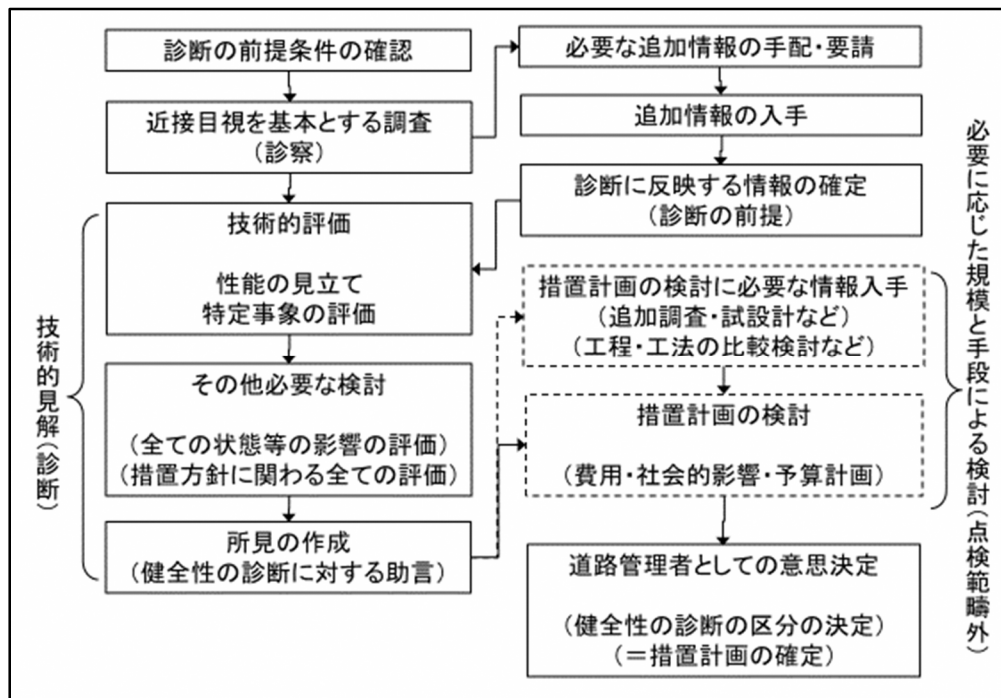 診断の前提条件の確認
近接目視を基本とする調査
(診察)
技術的評価
性能の見立て
特定事象の評価
その他必要な検討
(全ての状態等の影響の評価)
(措置方針に関わる全ての評価)
所見の作成
(健全性の診断に対する助言)
技術的見解(診断)
必要な追加情報の手配・要請
追加情報の入手
診断に反映する情報の確定
(診断の前提)
措置計画の検討に必要な情報入手
(追加調査・試設計など)
(工程・工法の比較検討など)
措置計画の検討
(費用・社会的影響・予算計画)
道路管理者としての意思決定
(健全性の診断の区分の決定)
(=措置計画の確定)
必要に応じた規模と手段による検討(点検範疇外)